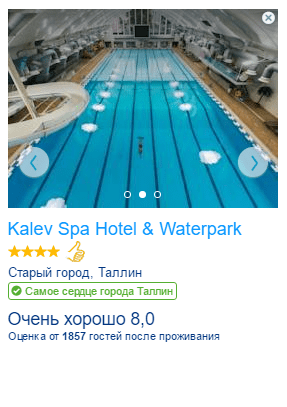 Kalev Spa Hotel & Waterpark
Старый город, Таллин
Самое сердце города Таллин
Очень хорошо 8,0
Оценка от 1857 гостей после проживания